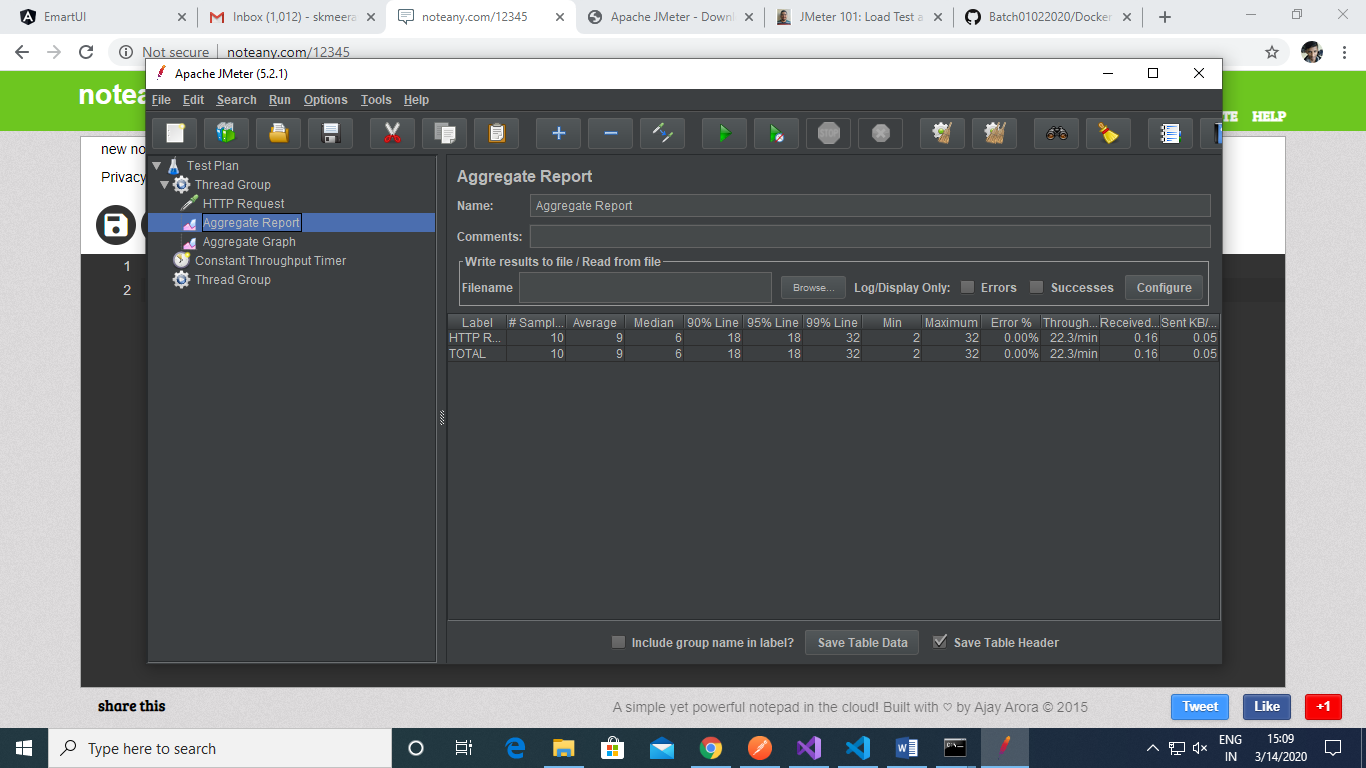 EmartUI
Inbox (1,012) - skmeera
noteany.com/12345
Apache JMeter - Downl
JMeter 101: Load Test a
Batch01022020/Docker
Not secure noteany.com/12345
Apache JMeter (5.2.1)
File Edit Search Run Options Tools Help
notea
TE HELP
new no
Privacy
1
2
STOP
Test Plan
Thread Group
HTTP Request
Aggregate Report
Aggregate Graph
Constant Throughput Timer
Thread Group
Aggregate Report
Name: Aggregate Report
Comments:
Write results to file / Read from file
Filename Browse... Log/Display Only: Errors Successes Configure
Label # Sampl... Average Median 90% Line 95% Line 99% Line Min Maximum Error % Through... Received... Sent KB/...
HTTP R... 10 9 6 18 18 32 2 32 0.00% 22.3/min 0.16 0.05
TOTAL 10 9 6 18 18 32 2 32 0.00% 22.3/min 0.16 0.05
Include group name in label? Save Table Data Save Table Header
share this
A simple yet powerful notepad in the cloud! Built with ♡ by Ajay Arora © 2015
Tweet Like +1
Type here to search
ENG
IN
15:09
3/14/2020